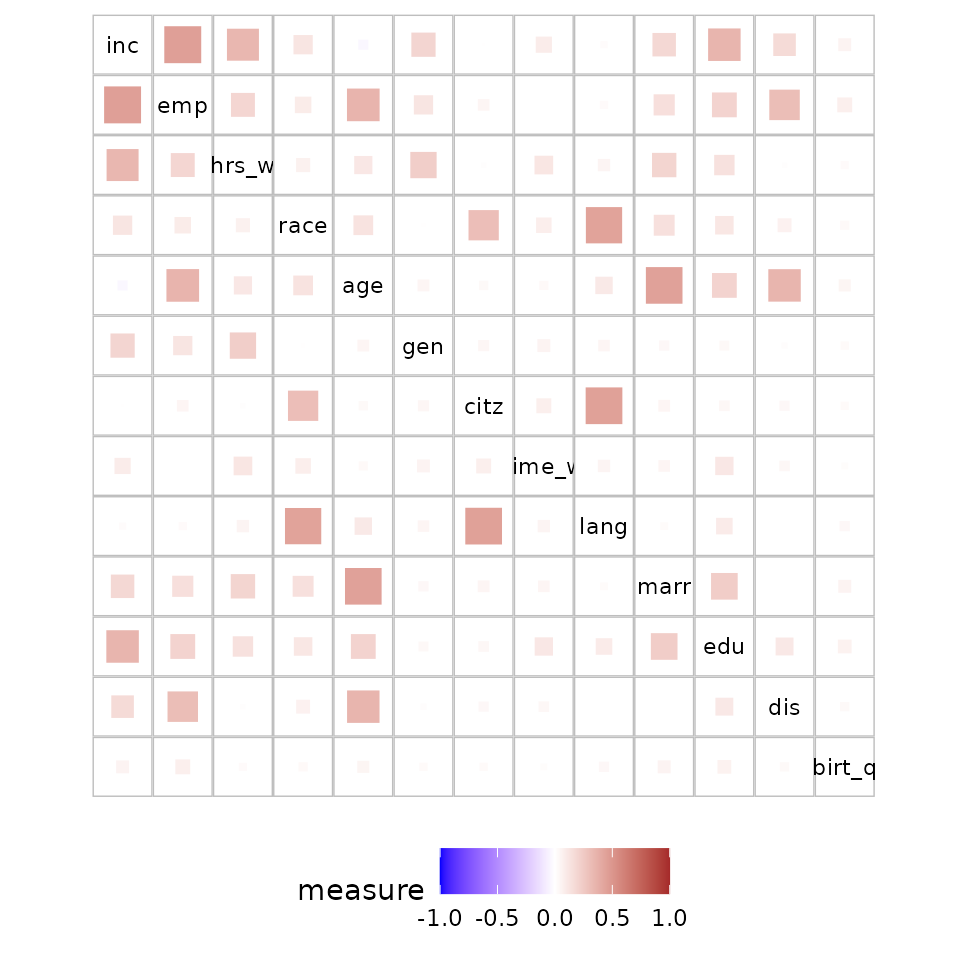 inc
emp
hrs_w
race
age
gen
citz
ime_w
lang
marr
edu
dis
birt_q
measure
-1.0 -0.5 0.0 0.5 1.0